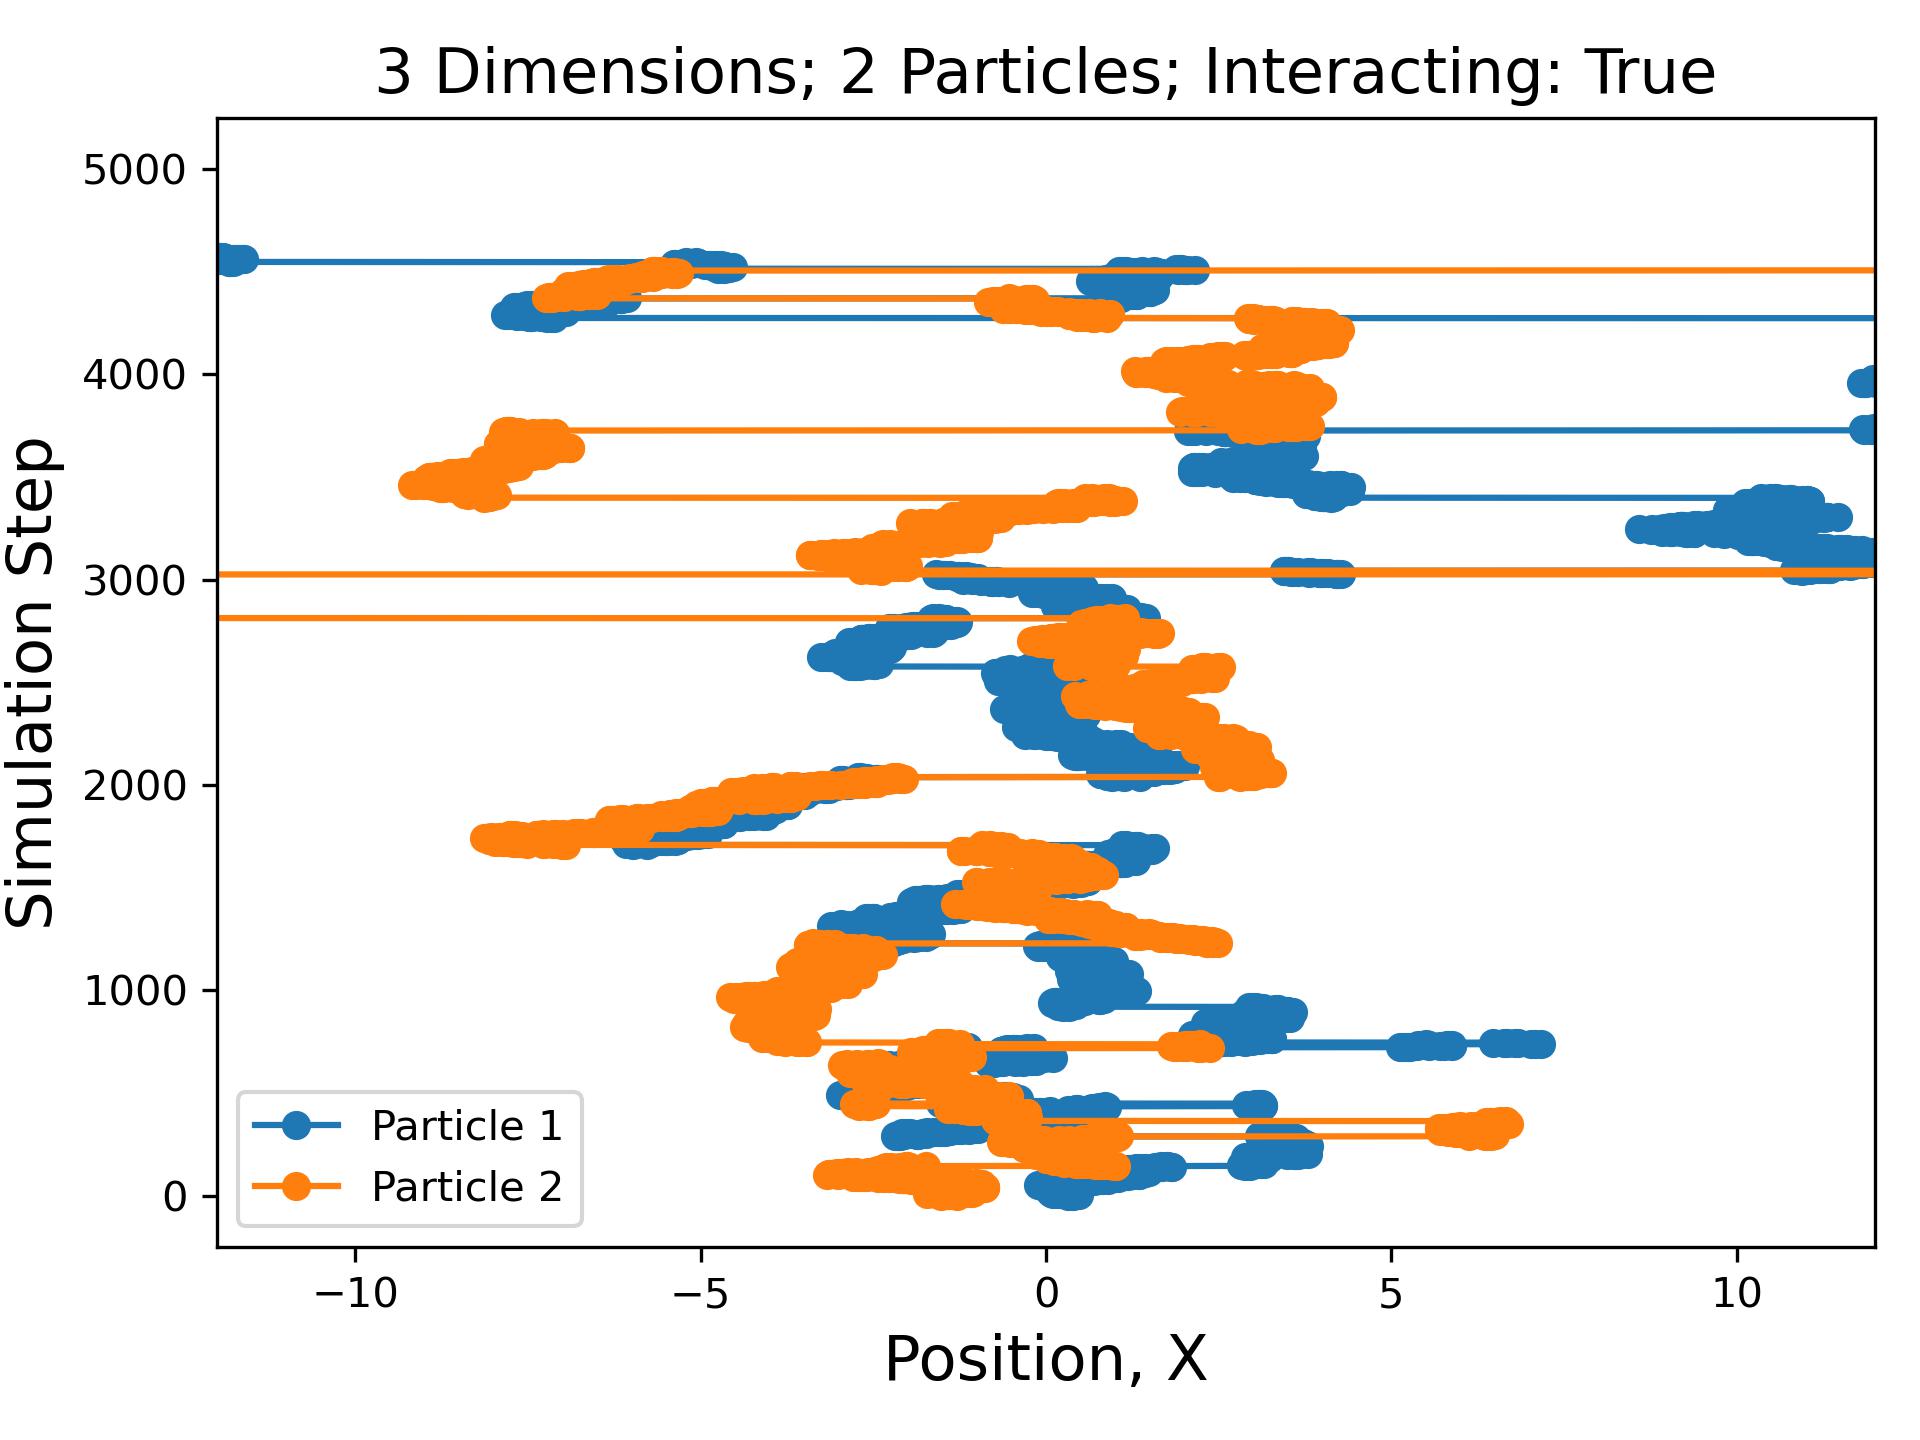 3 Dimensions; 2 Particles; Interacting: True
Simulation Step
5000
4000
3000
2000
1000
0
Particle 1
Particle 2
−10
−5
0
5
10
Position, X